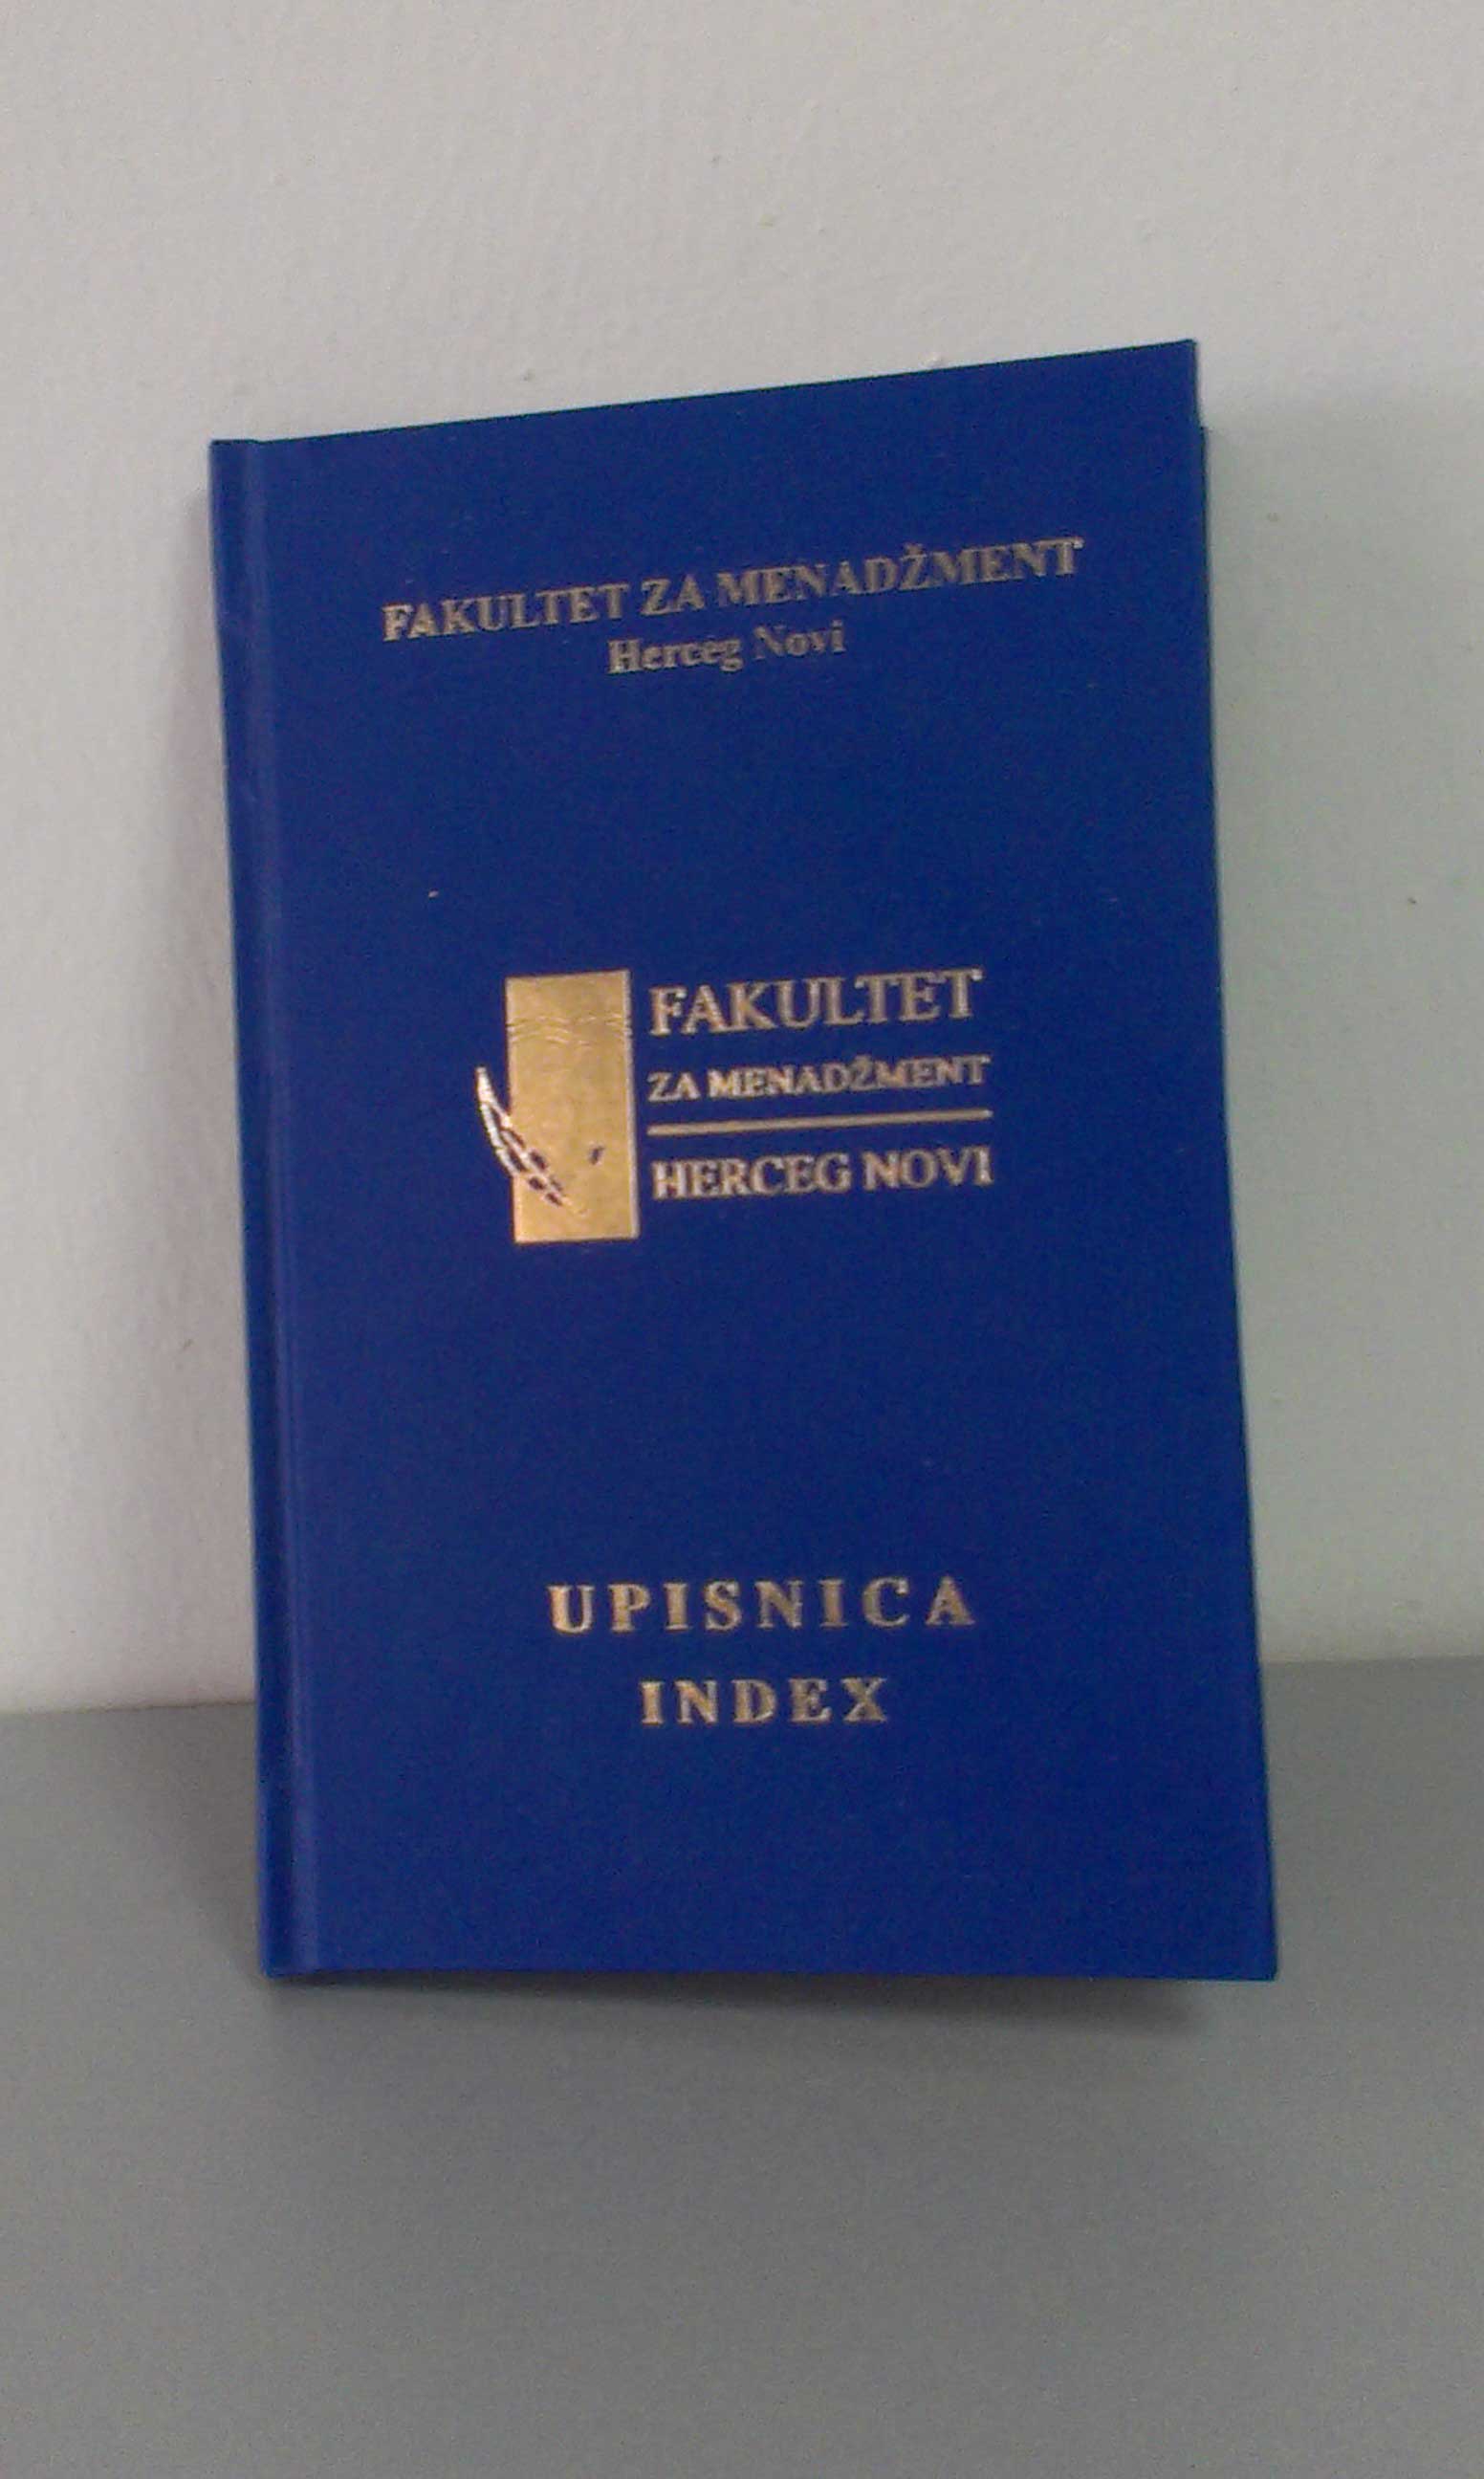 FAKULTET ZA MENADŽMENT
Herceg Novi
FAKULTET
ZA MENADŽMENT
HERCEG NOVI
UPISNICA
INDEX